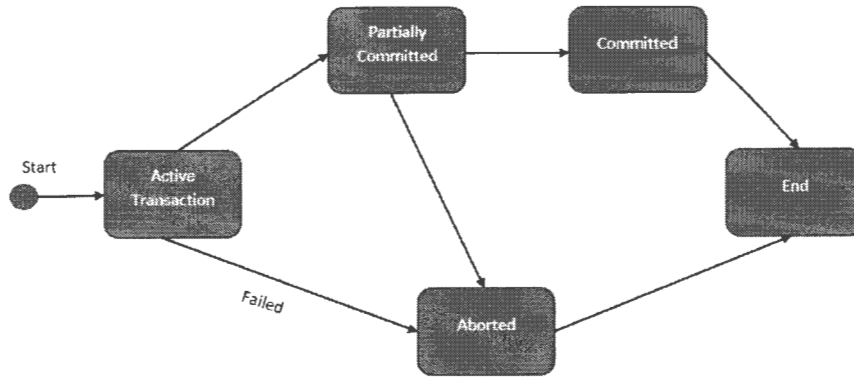 Partially
Committed
Committed
Start
Active
Transaction
End
Failed
Aborted